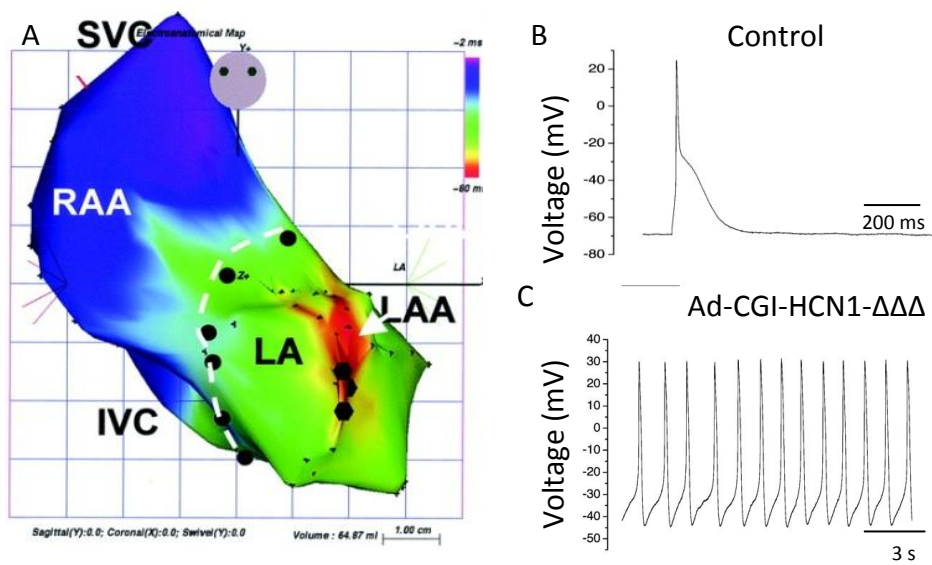 A
SVC
Electroanatomical Map
Y+
-2 ms
-80 ms
RAA
LA
Z+
LAA
LA
IVC
Sagittal(Y):0.0; Coronal(X):0.0; Swivel(Y):0.0
Volume : 64.87 ml
1.00 cm
B
Control
Voltage (mV)
20
0
-20
-40
-60
-80
200 ms
C
Ad-CGI-HCN1-ΔΔΔ
Voltage (mV)
40
30
20
10
0
-10
-20
-30
-40
-50
3 s